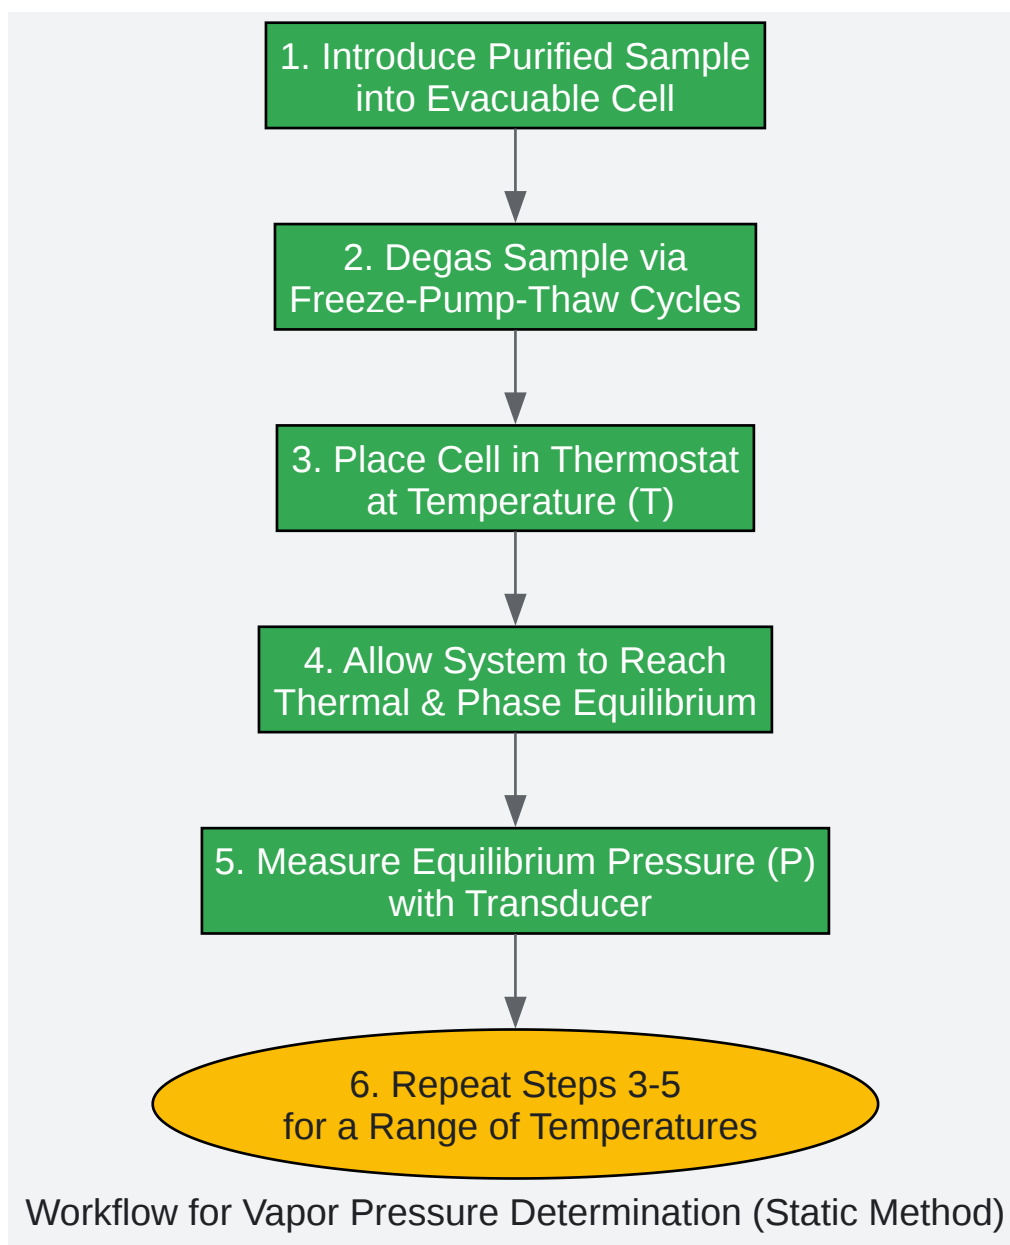 1. Introduce Purified Sample
into Evacuable Cell
2. Degas Sample via
Freeze-Pump-Thaw Cycles
3. Place Cell in Thermostat
at Temperature (T)
4. Allow System to Reach
Thermal & Phase Equilibrium
5. Measure Equilibrium Pressure (P)
with Transducer
6. Repeat Steps 3-5
for a Range of Temperatures
Workflow for Vapor Pressure Determination (Static Method)